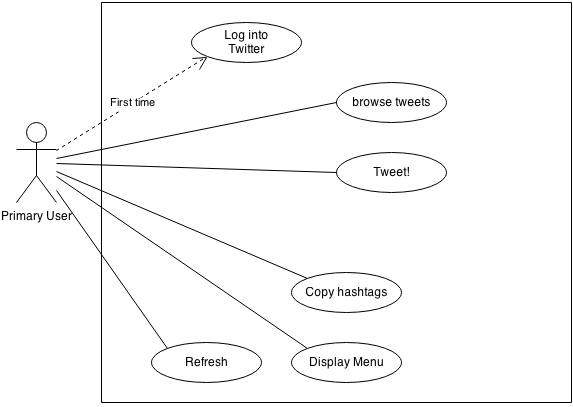 Log into
Twitter
First time
browse tweets
Tweet!
Primary User
Copy hashtags
Refresh
Display Menu